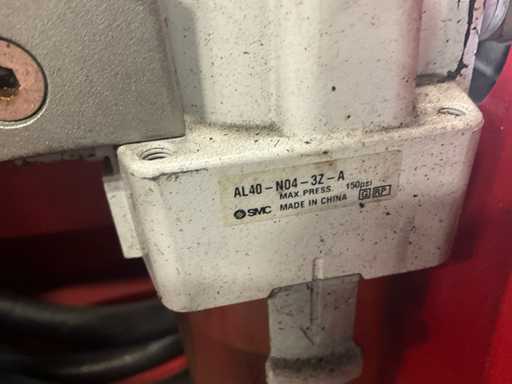 AL40-N04-3Z-A
MAX.PRESS. 150psi
SMC MADE IN CHINA